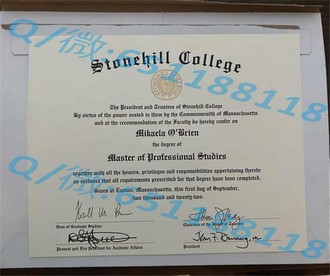 Stonehill College
The President and Trustees of Stonehill College
By virtue of the power vested in them by the Commonwealth of Massachusetts
and at the recommendation of the Faculty do hereby confer on
Mikaela O'Brien
the degree of
Master of Professional Studies
together with all the honors, privileges and responsibilities appertaining thereto
as evidence that all requirements prescribed for that degree have been completed.
Given at Easton, Massachusetts, this first day of September,
two thousand and twenty-two.
Dean of Graduate Studies
Chairman of the Board of Trustees
Provost and Vice President for Academic Affairs
President
Q/微:651188118
Q/微:651188118